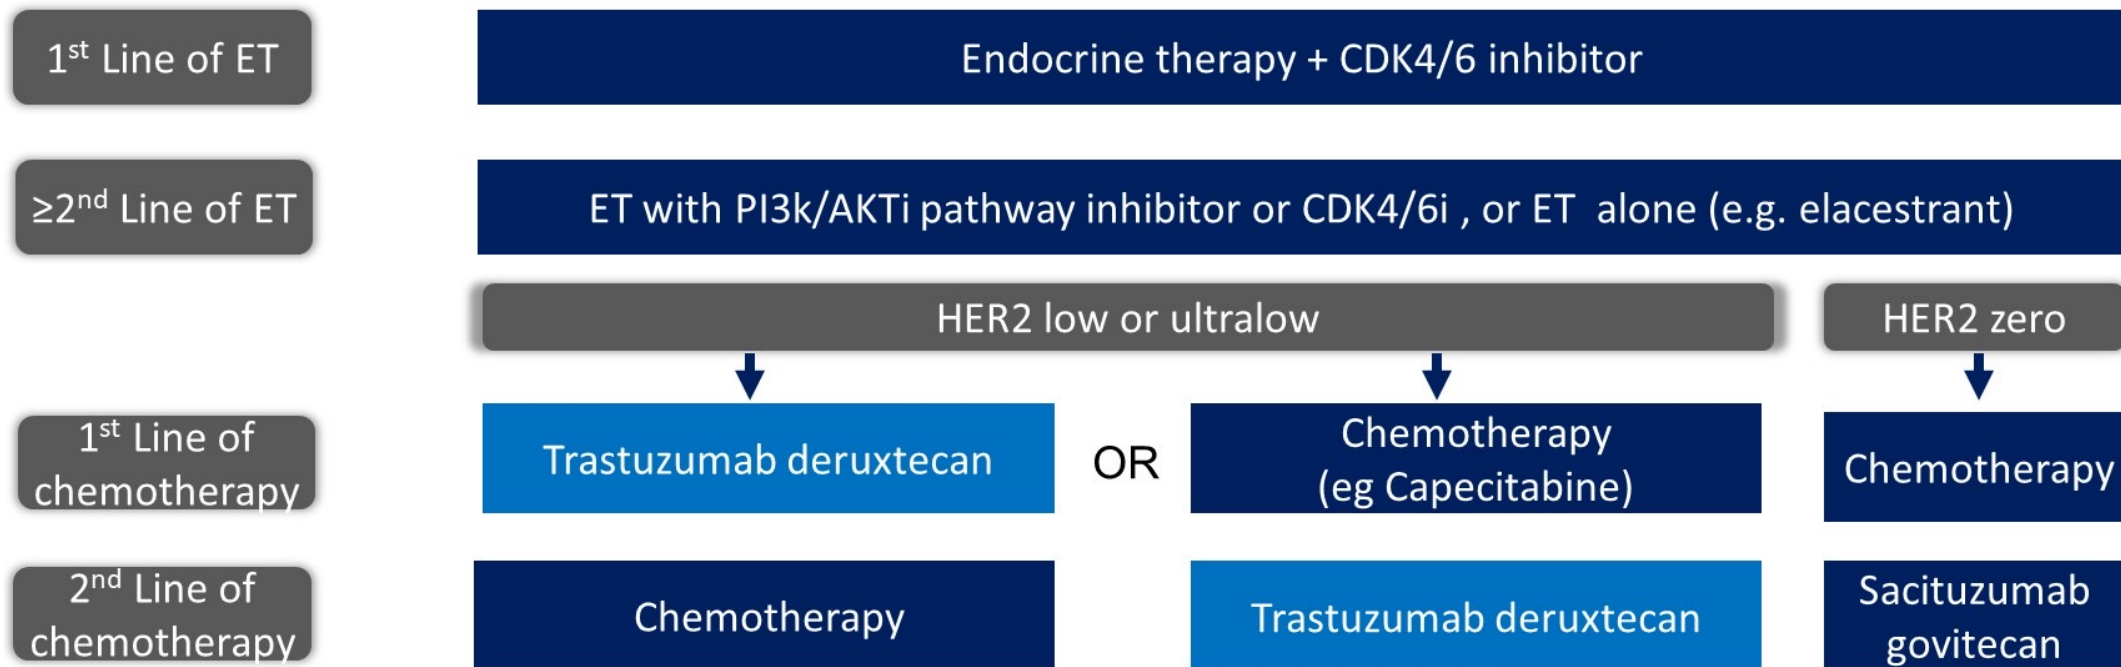 1st Line of ET
Endocrine therapy + CDK4/6 inhibitor
≥2nd Line of ET
ET with PI3k/AKTi pathway inhibitor or CDK4/6i , or ET alone (e.g. elacestrant)
HER2 low or ultralow
HER2 zero
1st Line of
chemotherapy
Trastuzumab deruxtecan
OR
Chemotherapy
(eg Capecitabine)
Chemotherapy
2nd Line of
chemotherapy
Chemotherapy
Trastuzumab deruxtecan
Sacituzumab
govitecan